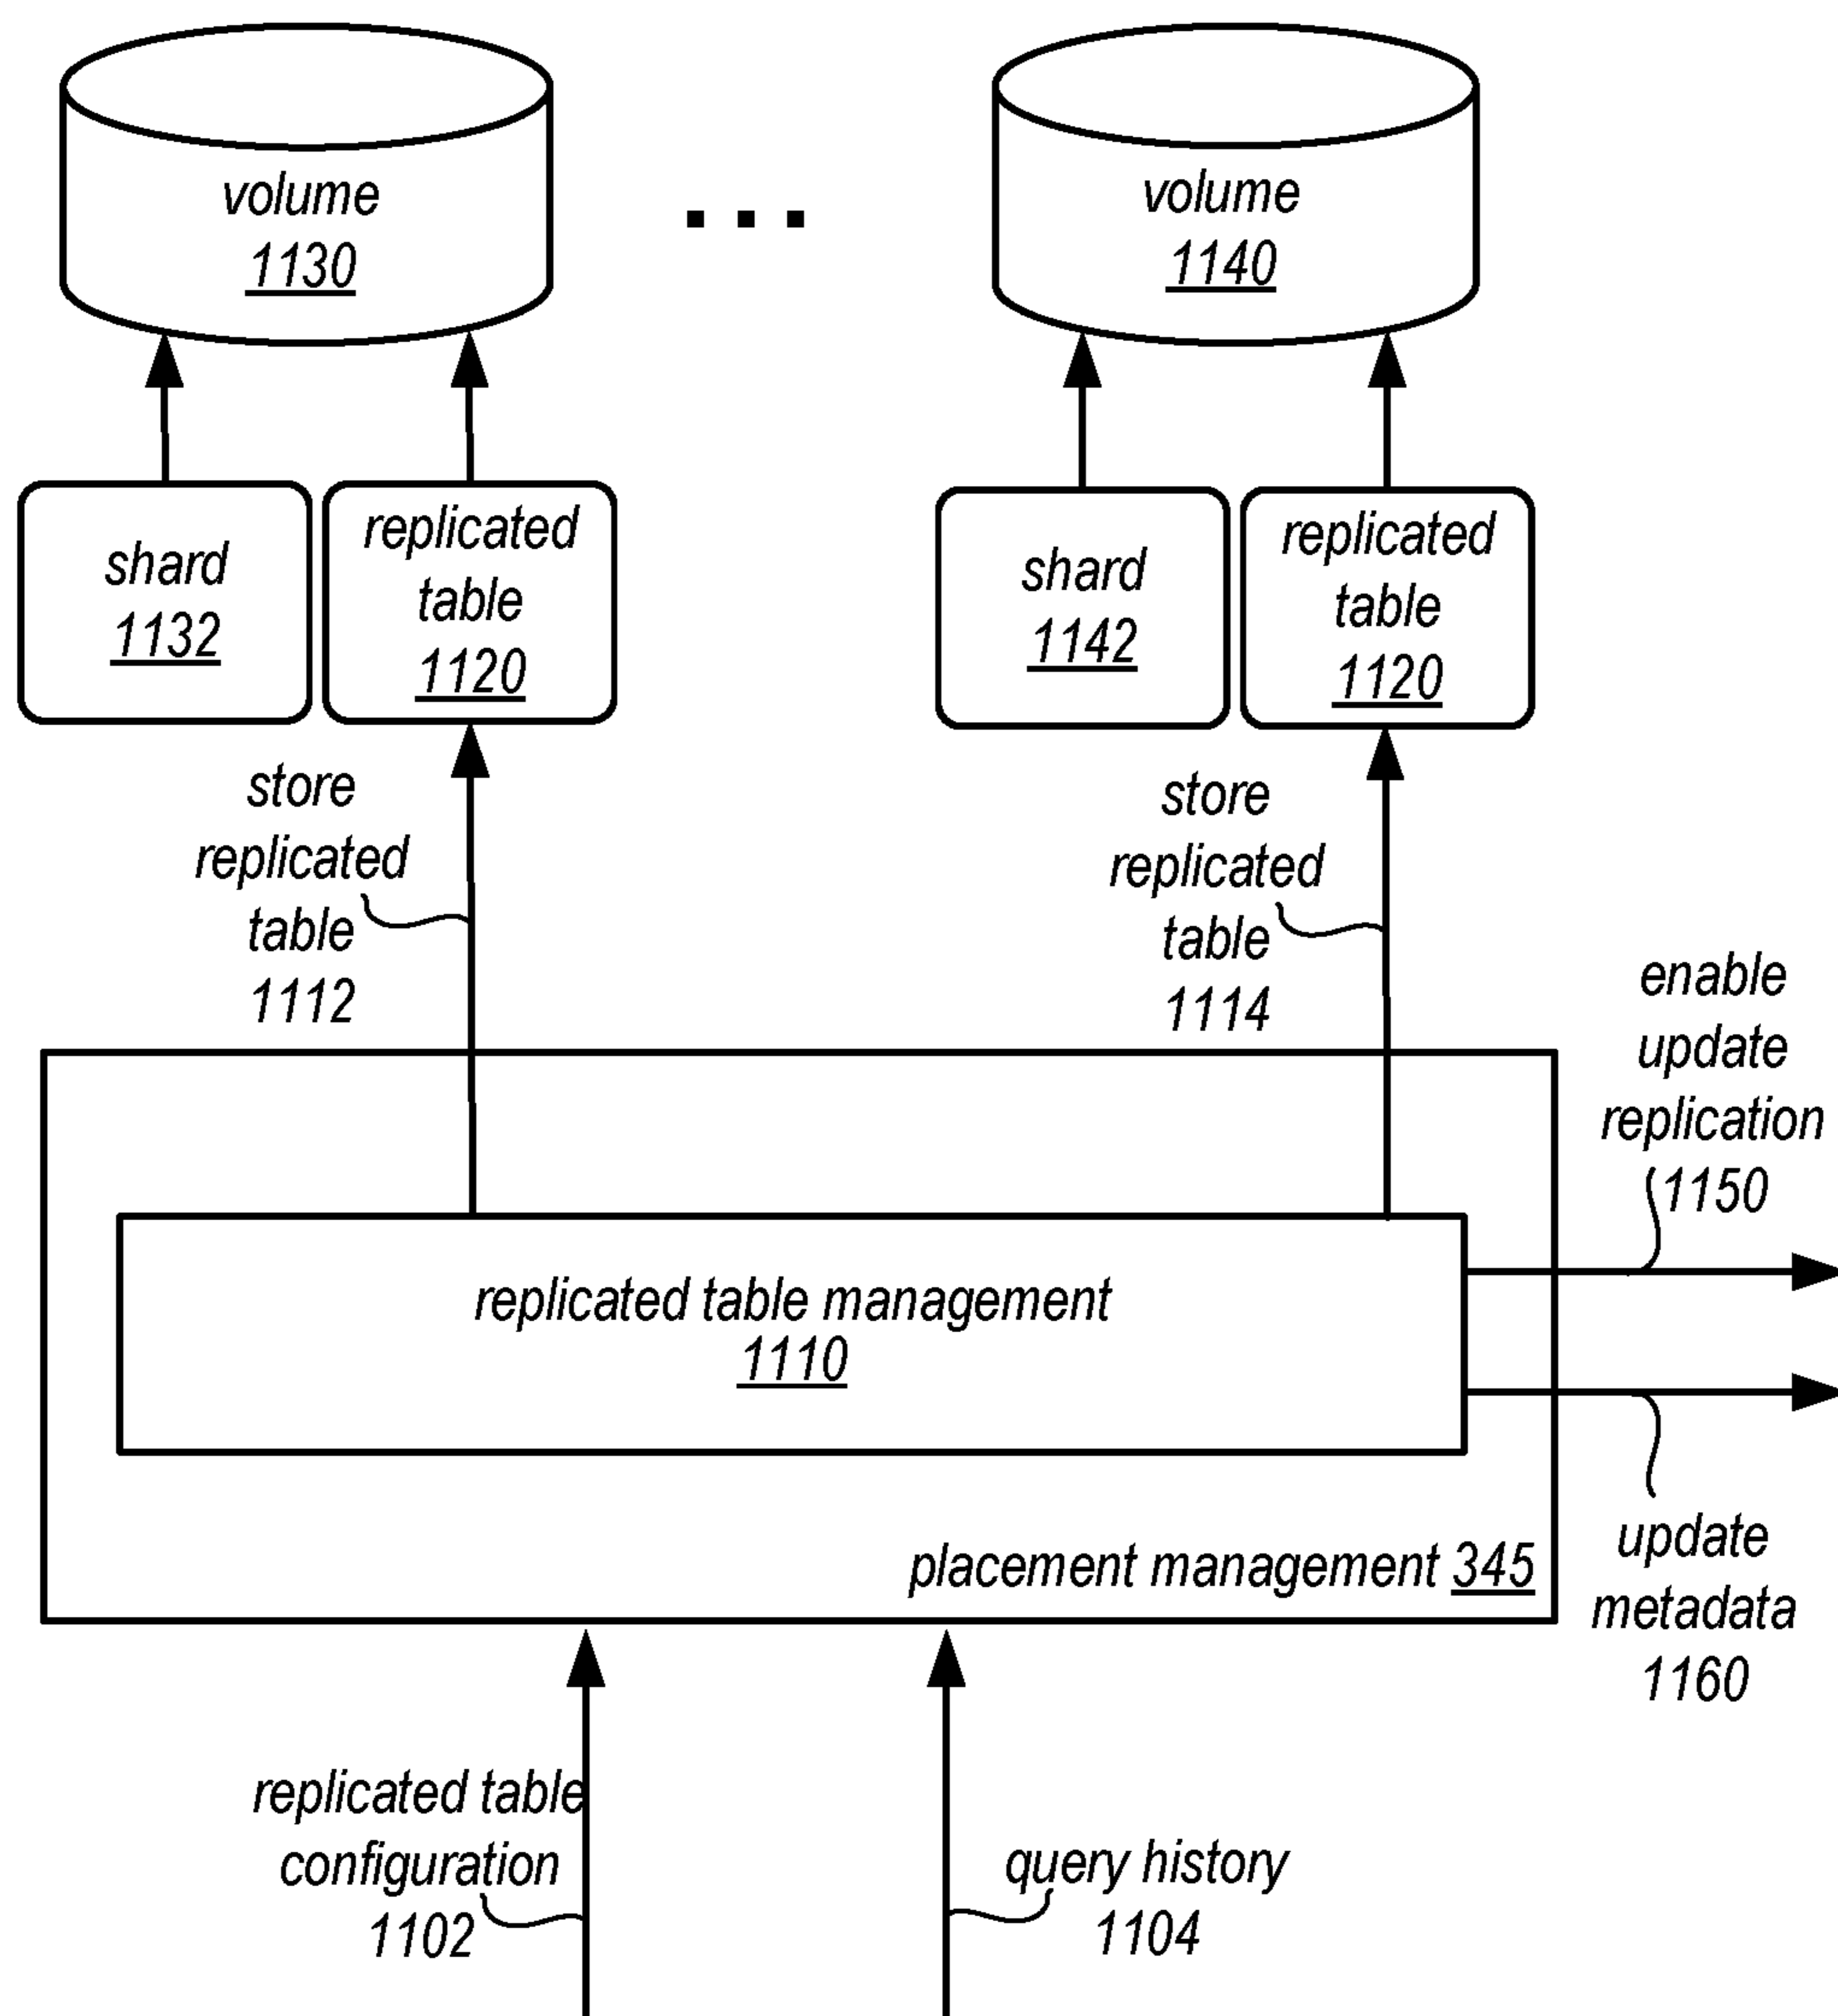 volume
1130
volume
1140
shard
1132
replicated
table
1120
shard
1142
replicated
table
1120
store
replicated
table
1112
store
replicated
table
1114
enable
update
replication
1150
replicated table management
1110
placement management 345
update
metadata
1160
replicated table
configuration
1102
query history
1104